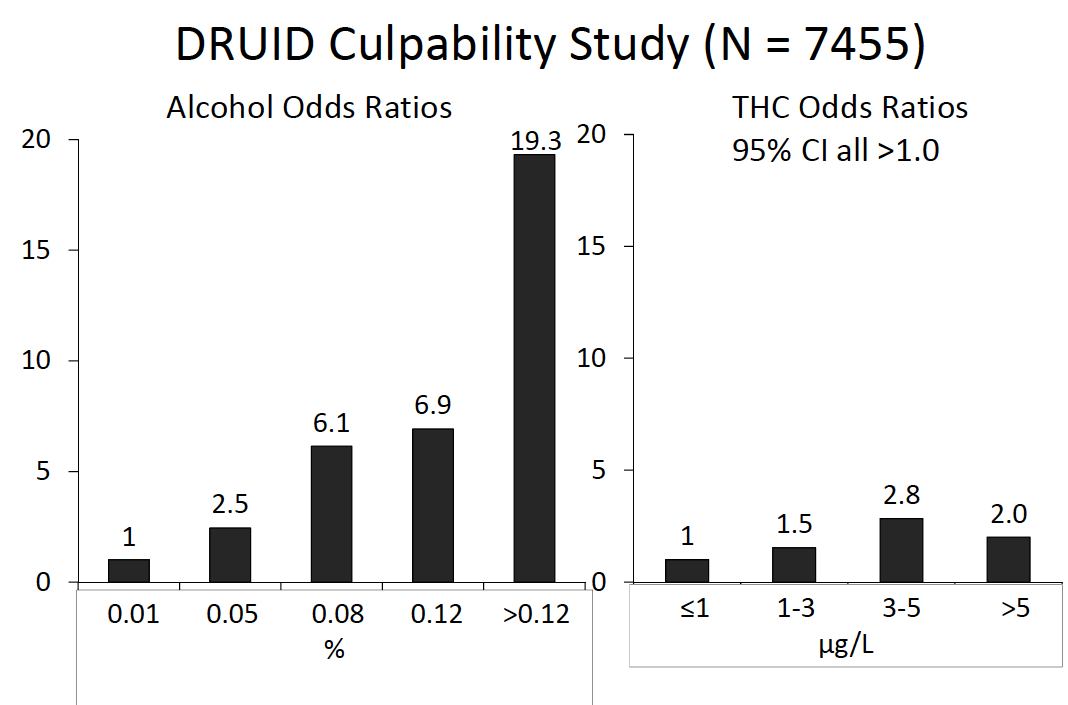 DRUID Culpability Study (N = 7455)
Alcohol Odds Ratios
20
15
10
5
0
1
2.5
6.1
6.9
19.3
0.01 0.05 0.08 0.12 >0.12
%
THC Odds Ratios
95% CI all >1.0
20
15
10
5
0
1
1.5
2.8
2.0
≤1 1-3 3-5 >5
µg/L